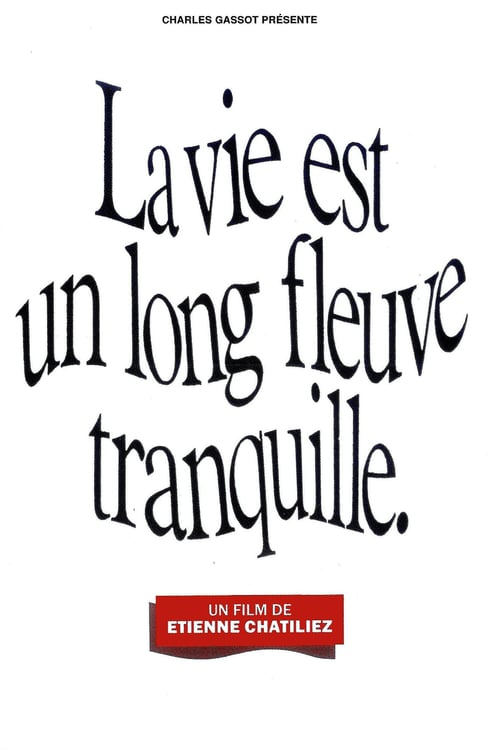 CHARLES GASSOT PRÉSENTE
La vie est
un long fleuve
tranquille.
UN FILM DE
ETIENNE CHATILIEZ